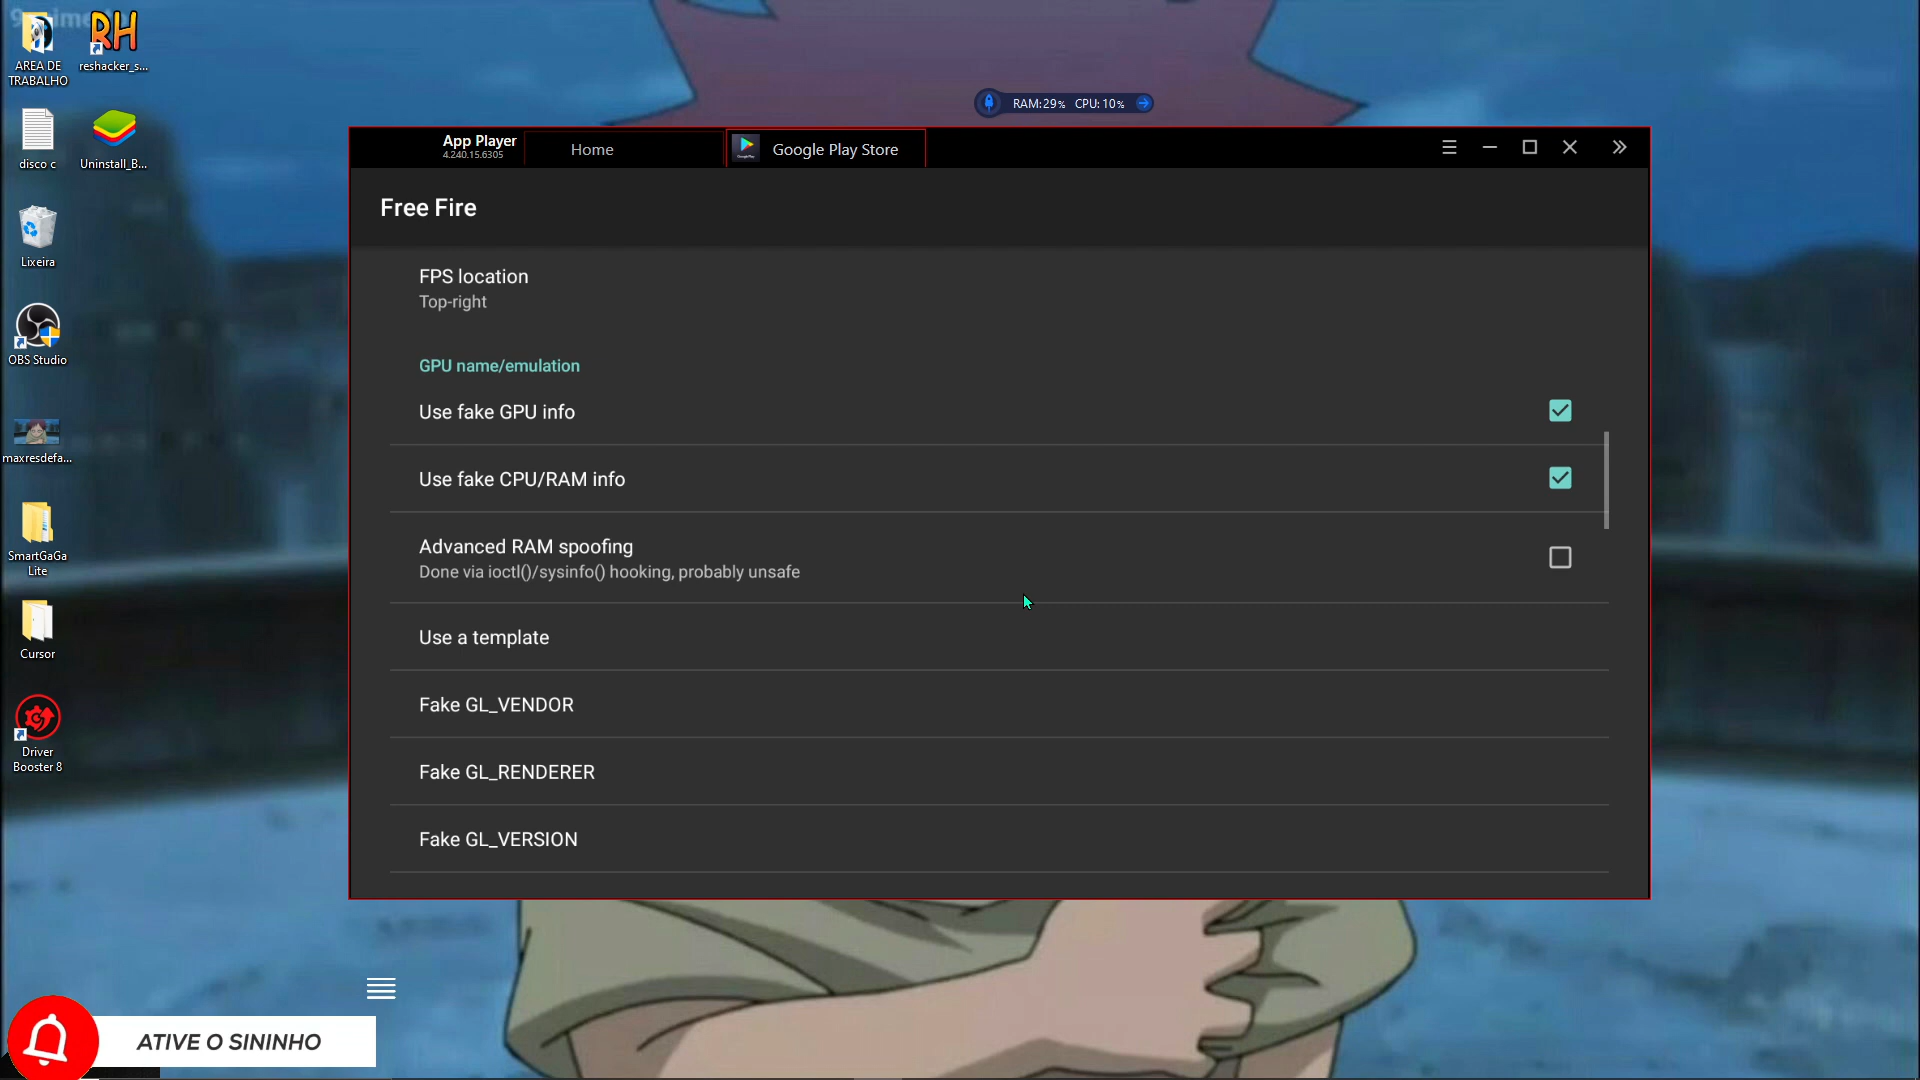 AREA DE
TRABALHO
RH
reshacker_s...
disco c
Uninstall_B...
Lixeira
OBS Studio
maxresdefa...
SmartGaGa
Lite
Cursor
Driver
Booster 8
RAM:29% CPU:10%
App Player
4.240.15.6305
Home
Google Play Store
Free Fire
FPS location
Top-right
GPU name/emulation
Use fake GPU info
Use fake CPU/RAM info
Advanced RAM spoofing
Done via ioctl()/sysinfo() hooking, probably unsafe
Use a template
Fake GL_VENDOR
Fake GL_RENDERER
Fake GL_VERSION
ATIVE O SININHO